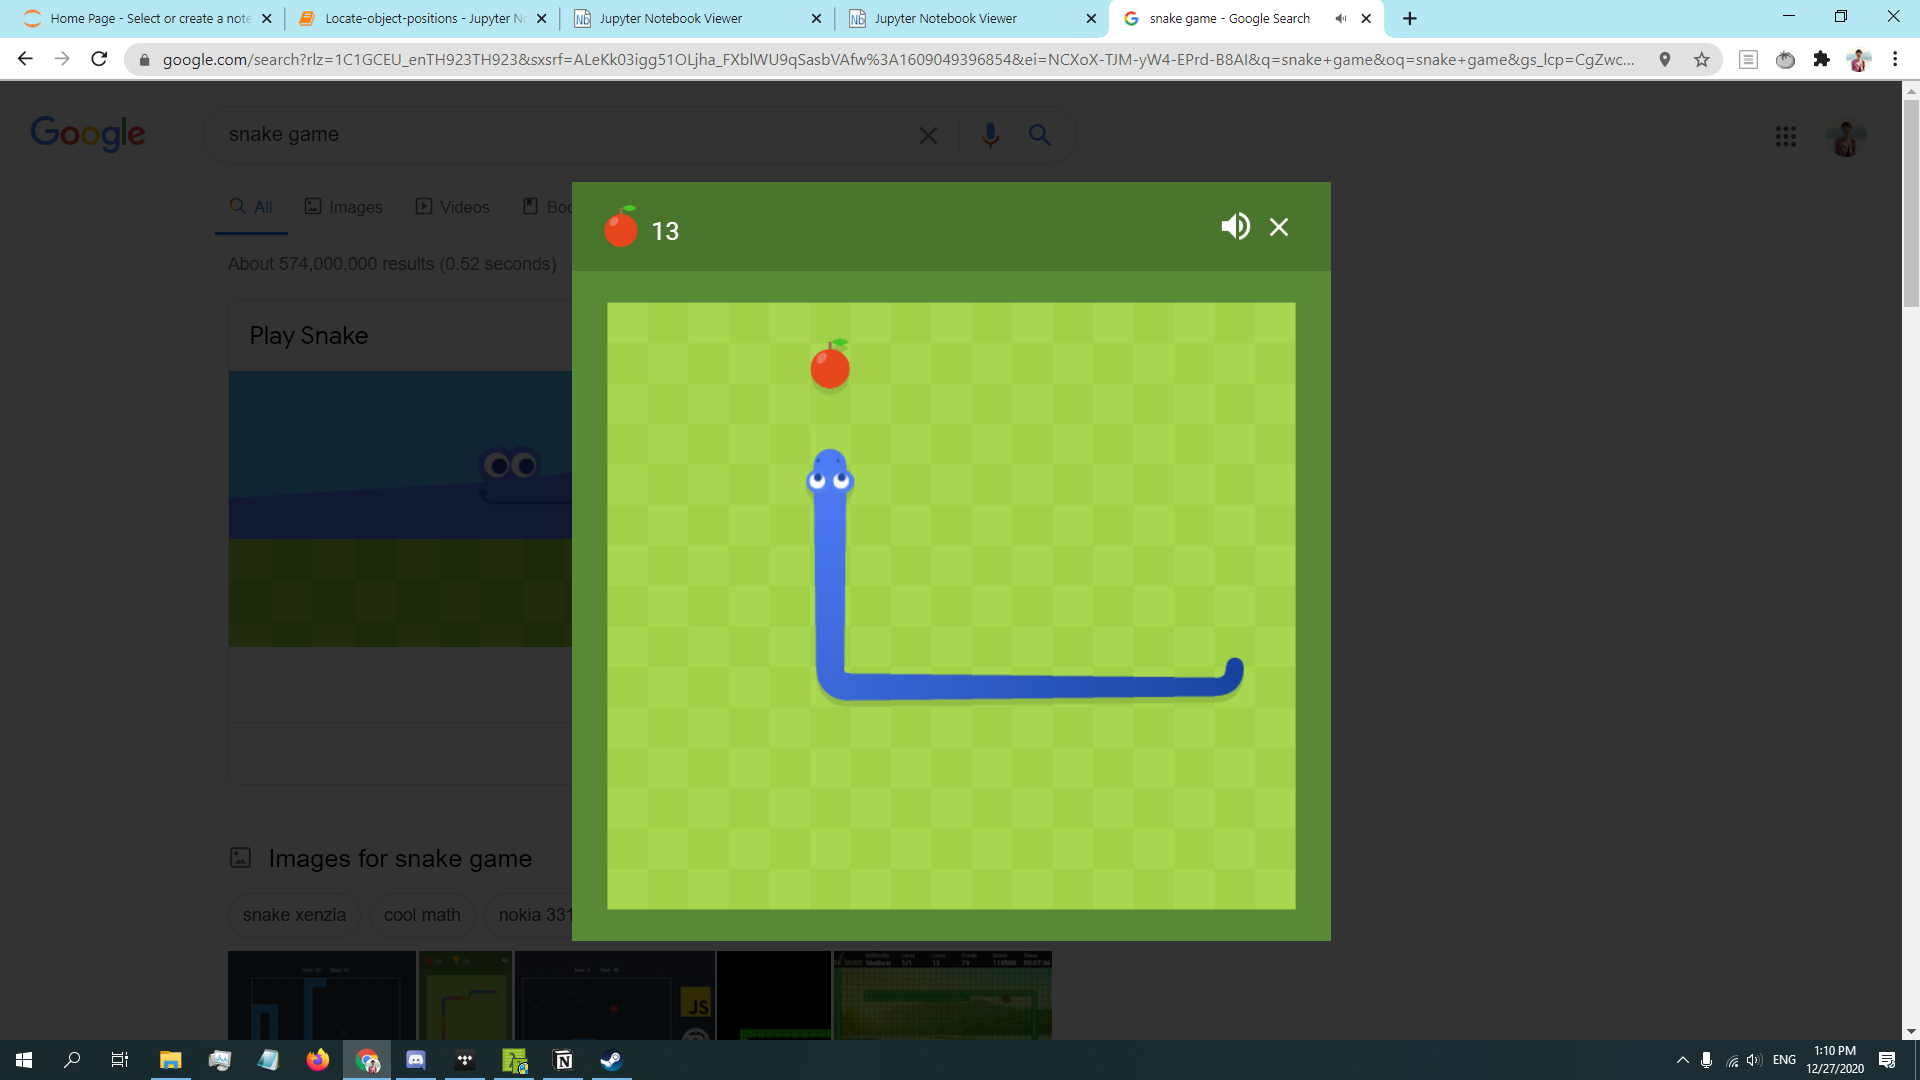 Home Page - Select or create a note
Locate-object-positions - Jupyter No
Jupyter Notebook Viewer
Jupyter Notebook Viewer
snake game - Google Search
google.com/search?rlz=1C1GCEU_enTH923TH923&sxsrf=ALeKk03igg51OLjha_FXblWU9qSasbVAfw%3A1609049396854&ei=NCXoX-TJM-yW4-EPrd-B8AI&q=snake+game&oq=snake+game&gs_lcp=CgZwc...
Google
snake game
All
Images
Videos
Boo
13
About 574,000,000 results (0.52 seconds)
Play Snake
Images for snake game
snake xenzia
cool math
nokia 331
JS
ENG
1:10 PM
12/27/2020